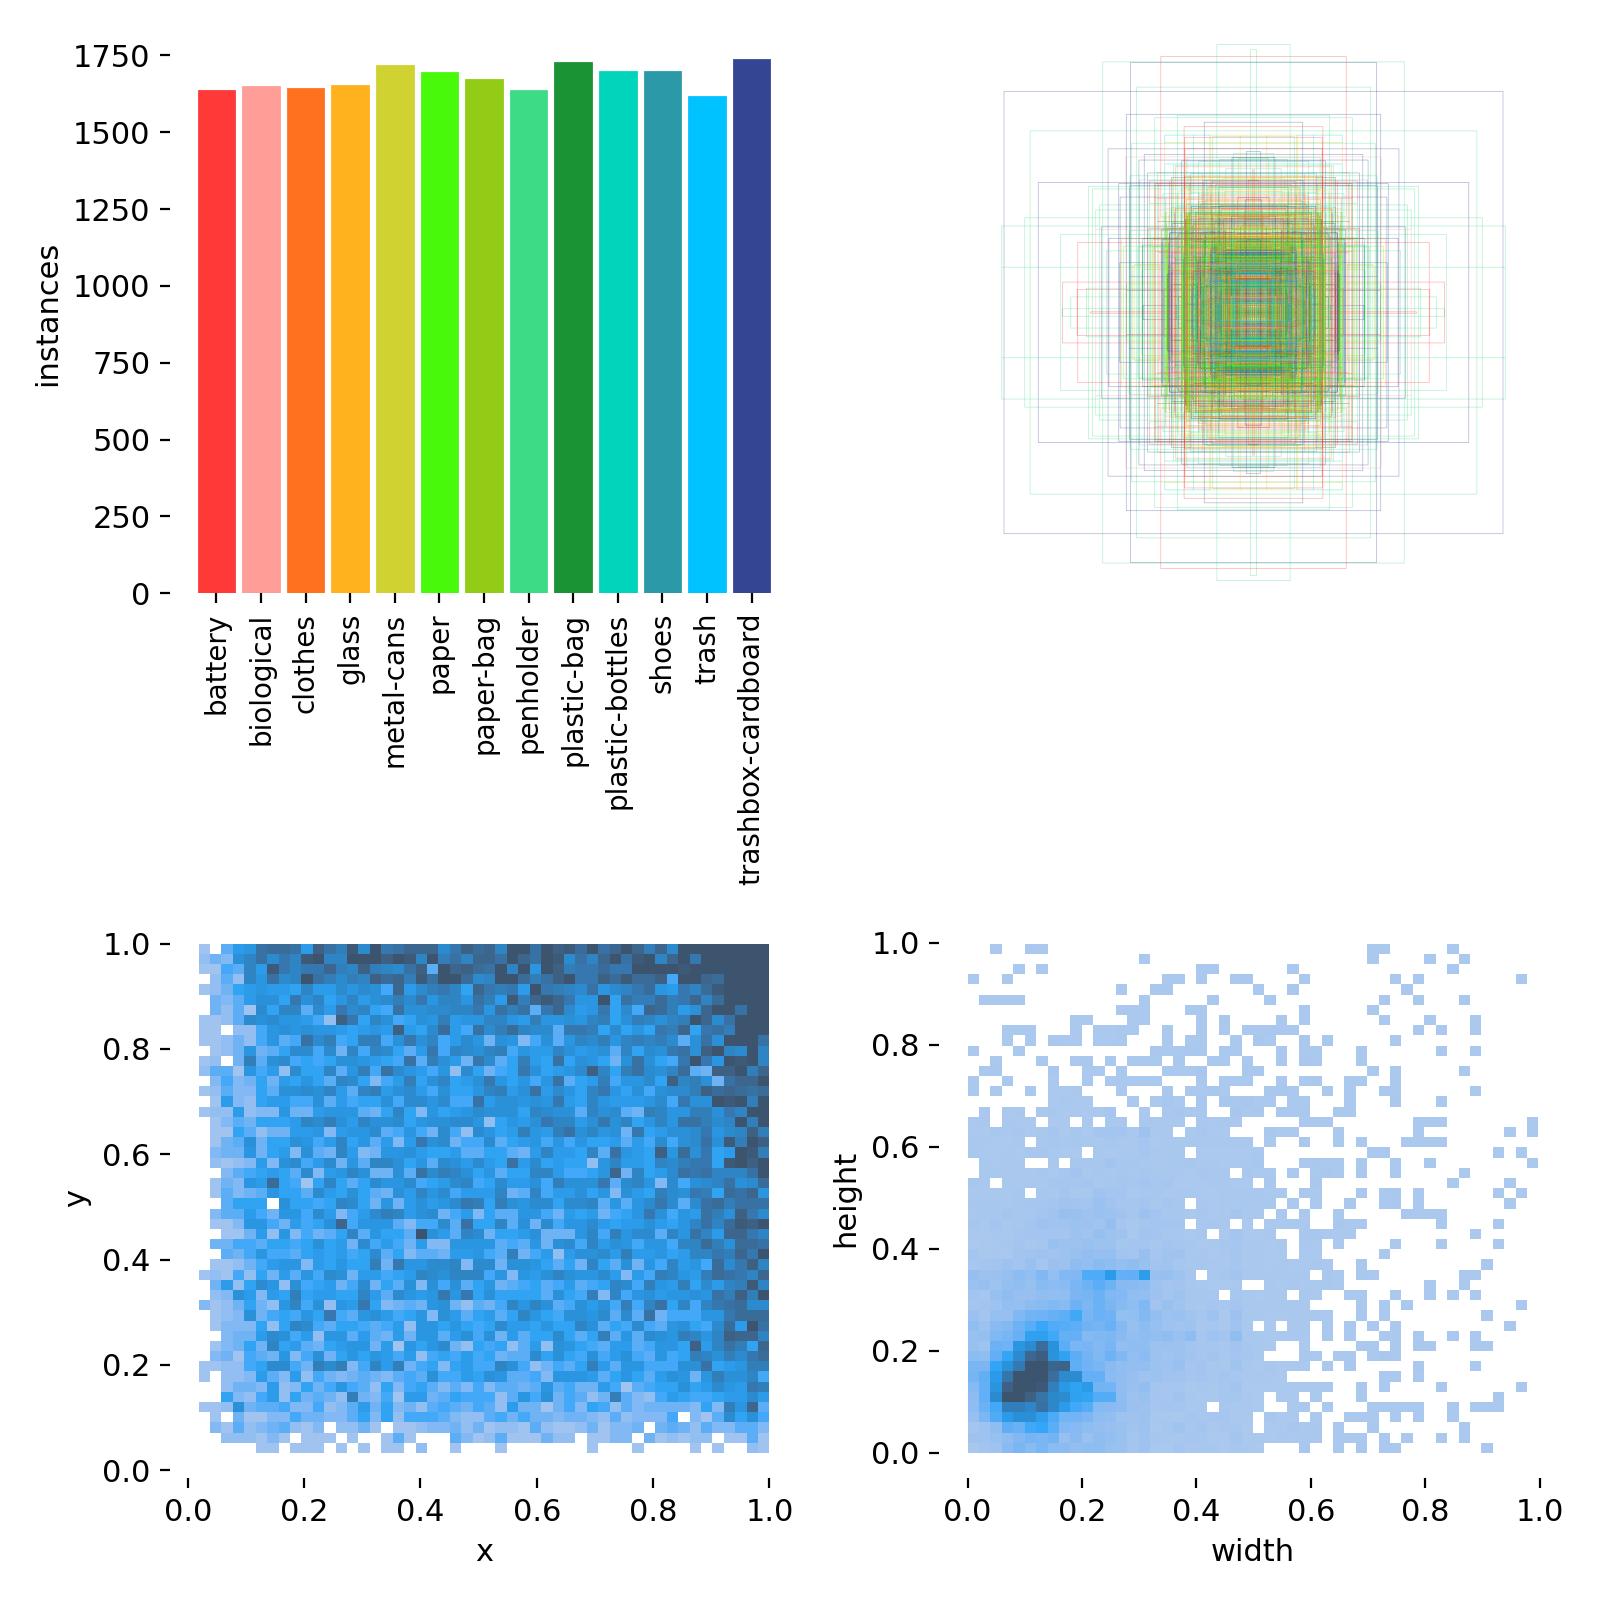 1750
1500
1250
1000
750
500
250
0
instances
battery
biological
clothes
glass
metal-cans
paper
paper-bag
penholder
plastic-bag
plastic-bottles
shoes
trash
trashbox-cardboard
1.0
0.8
0.6
0.4
0.2
0.0
y
0.0 0.2 0.4 0.6 0.8 1.0
x
1.0
0.8
0.6
0.4
0.2
0.0
height
0.0 0.2 0.4 0.6 0.8 1.0
width